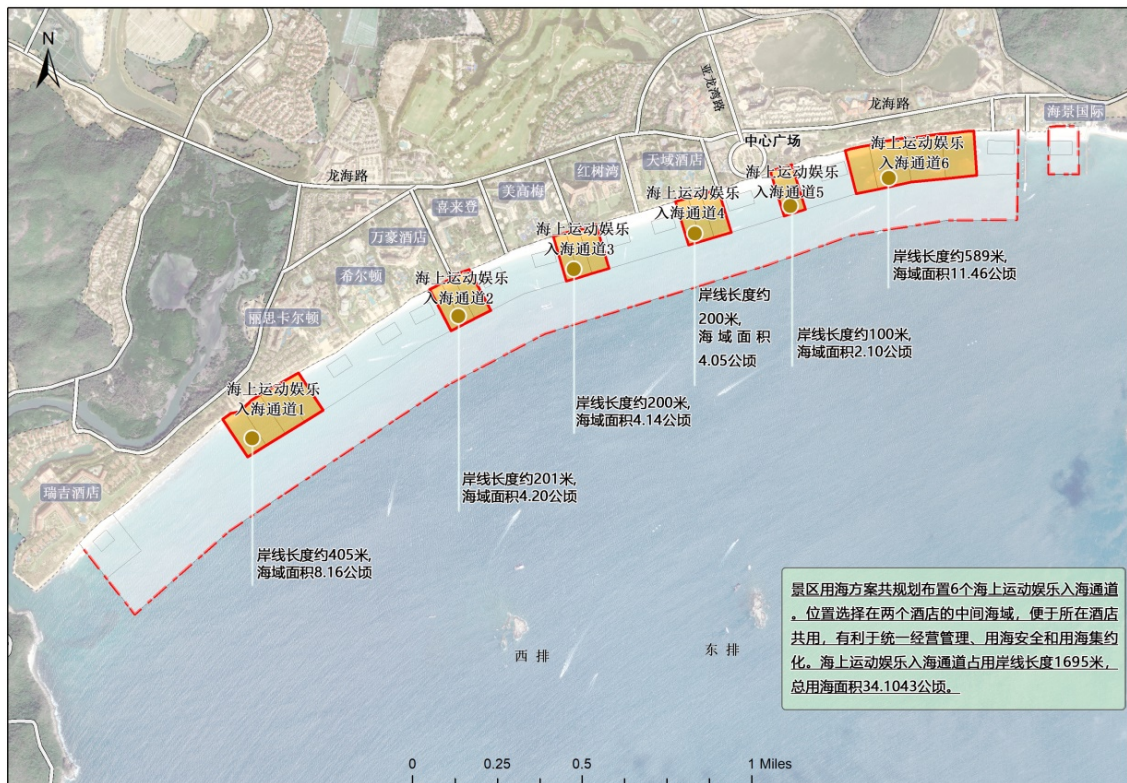 N
亚龙湾路
龙海路
海景国际
中心广场
海上运动娱乐
入海通道6
天域酒店
海上运动娱乐
入海通道5
红树湾
龙海路
美高梅
海上运动娱乐
入海通道4
喜来登
海上运动娱乐
入海通道3
万豪酒店
希尔顿
海上运动娱乐
入海通道2
丽思卡尔顿
海上运动娱乐
入海通道1
瑞吉酒店
岸线长度约589米,
海域面积11.46公顷
岸线长度约
200米,
海域面积
4.05公顷
岸线长度约100米,
海域面积2.10公顷
岸线长度约200米,
海域面积4.14公顷
岸线长度约201米,
海域面积4.20公顷
岸线长度约405米,
海域面积8.16公顷
景区用海方案共规划布置6个海上运动娱乐入海通道
。位置选择在两个酒店的中间海域，便于所在酒店
共用，有利于统一经营管理、用海安全和用海集约
化。海上运动娱乐入海通道占用岸线长度1695米，
总用海面积34.1043公顷。
西排
东排
0 0.25 0.5 1 Miles